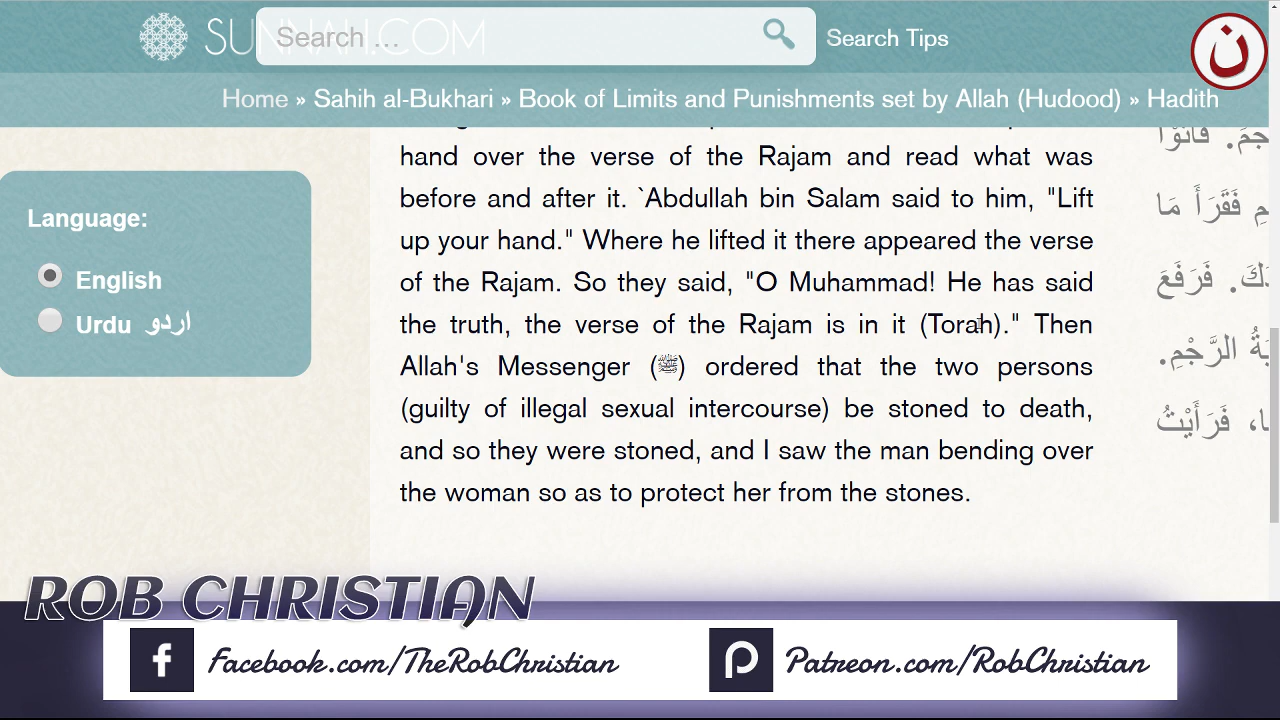 SUNNAH.COM
Search ...
Search Tips
ن
Home » Sahih al-Bukhari » Book of Limits and Punishments set by Allah (Hudood) » Hadith
hand over the verse of the Rajam and read what was
before and after it. `Abdullah bin Salam said to him, "Lift
up your hand." Where he lifted it there appeared the verse
of the Rajam. So they said, "O Muhammad! He has said
the truth, the verse of the Rajam is in it (Torah)." Then
Allah's Messenger (ﷺ) ordered that the two persons
(guilty of illegal sexual intercourse) be stoned to death,
and so they were stoned, and I saw the man bending over
the woman so as to protect her from the stones.
Language:
English
Urdu اردو
فَقَرَأَ مَا
فَرَفَعَ
الرَّجْمِ.
فَرَأَيْتُ
ROB CHRISTIAN
Facebook.com/TheRobChristian
Patreon.com/RobChristian